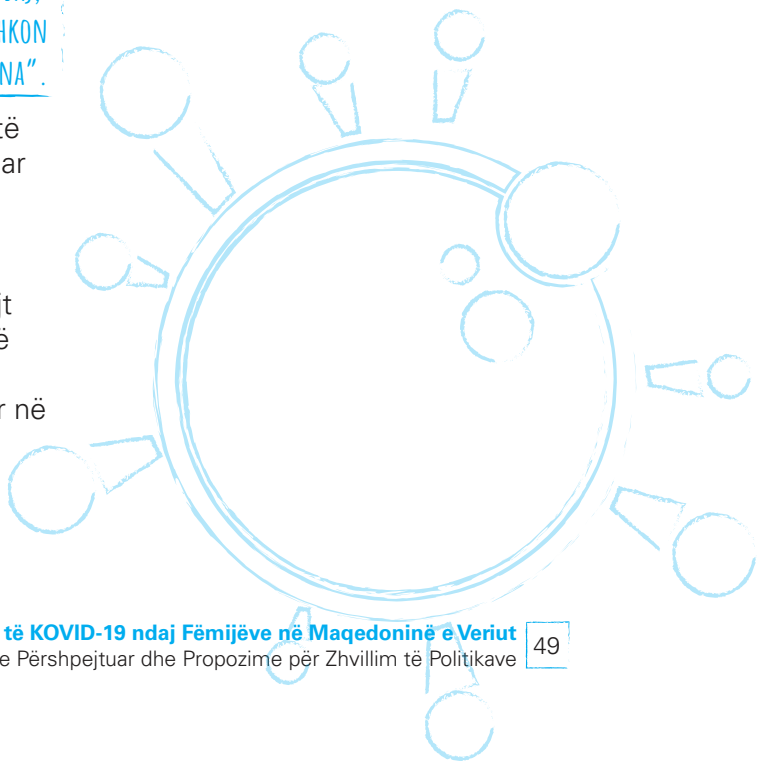 HKON
NA”.
të
ar
jt
ë
r në
të KOVID-19 ndaj Fëmijëve në Maqedoninë e Veriut
e Përshpejtuar dhe Propozime për Zhvillim të Politikave
49